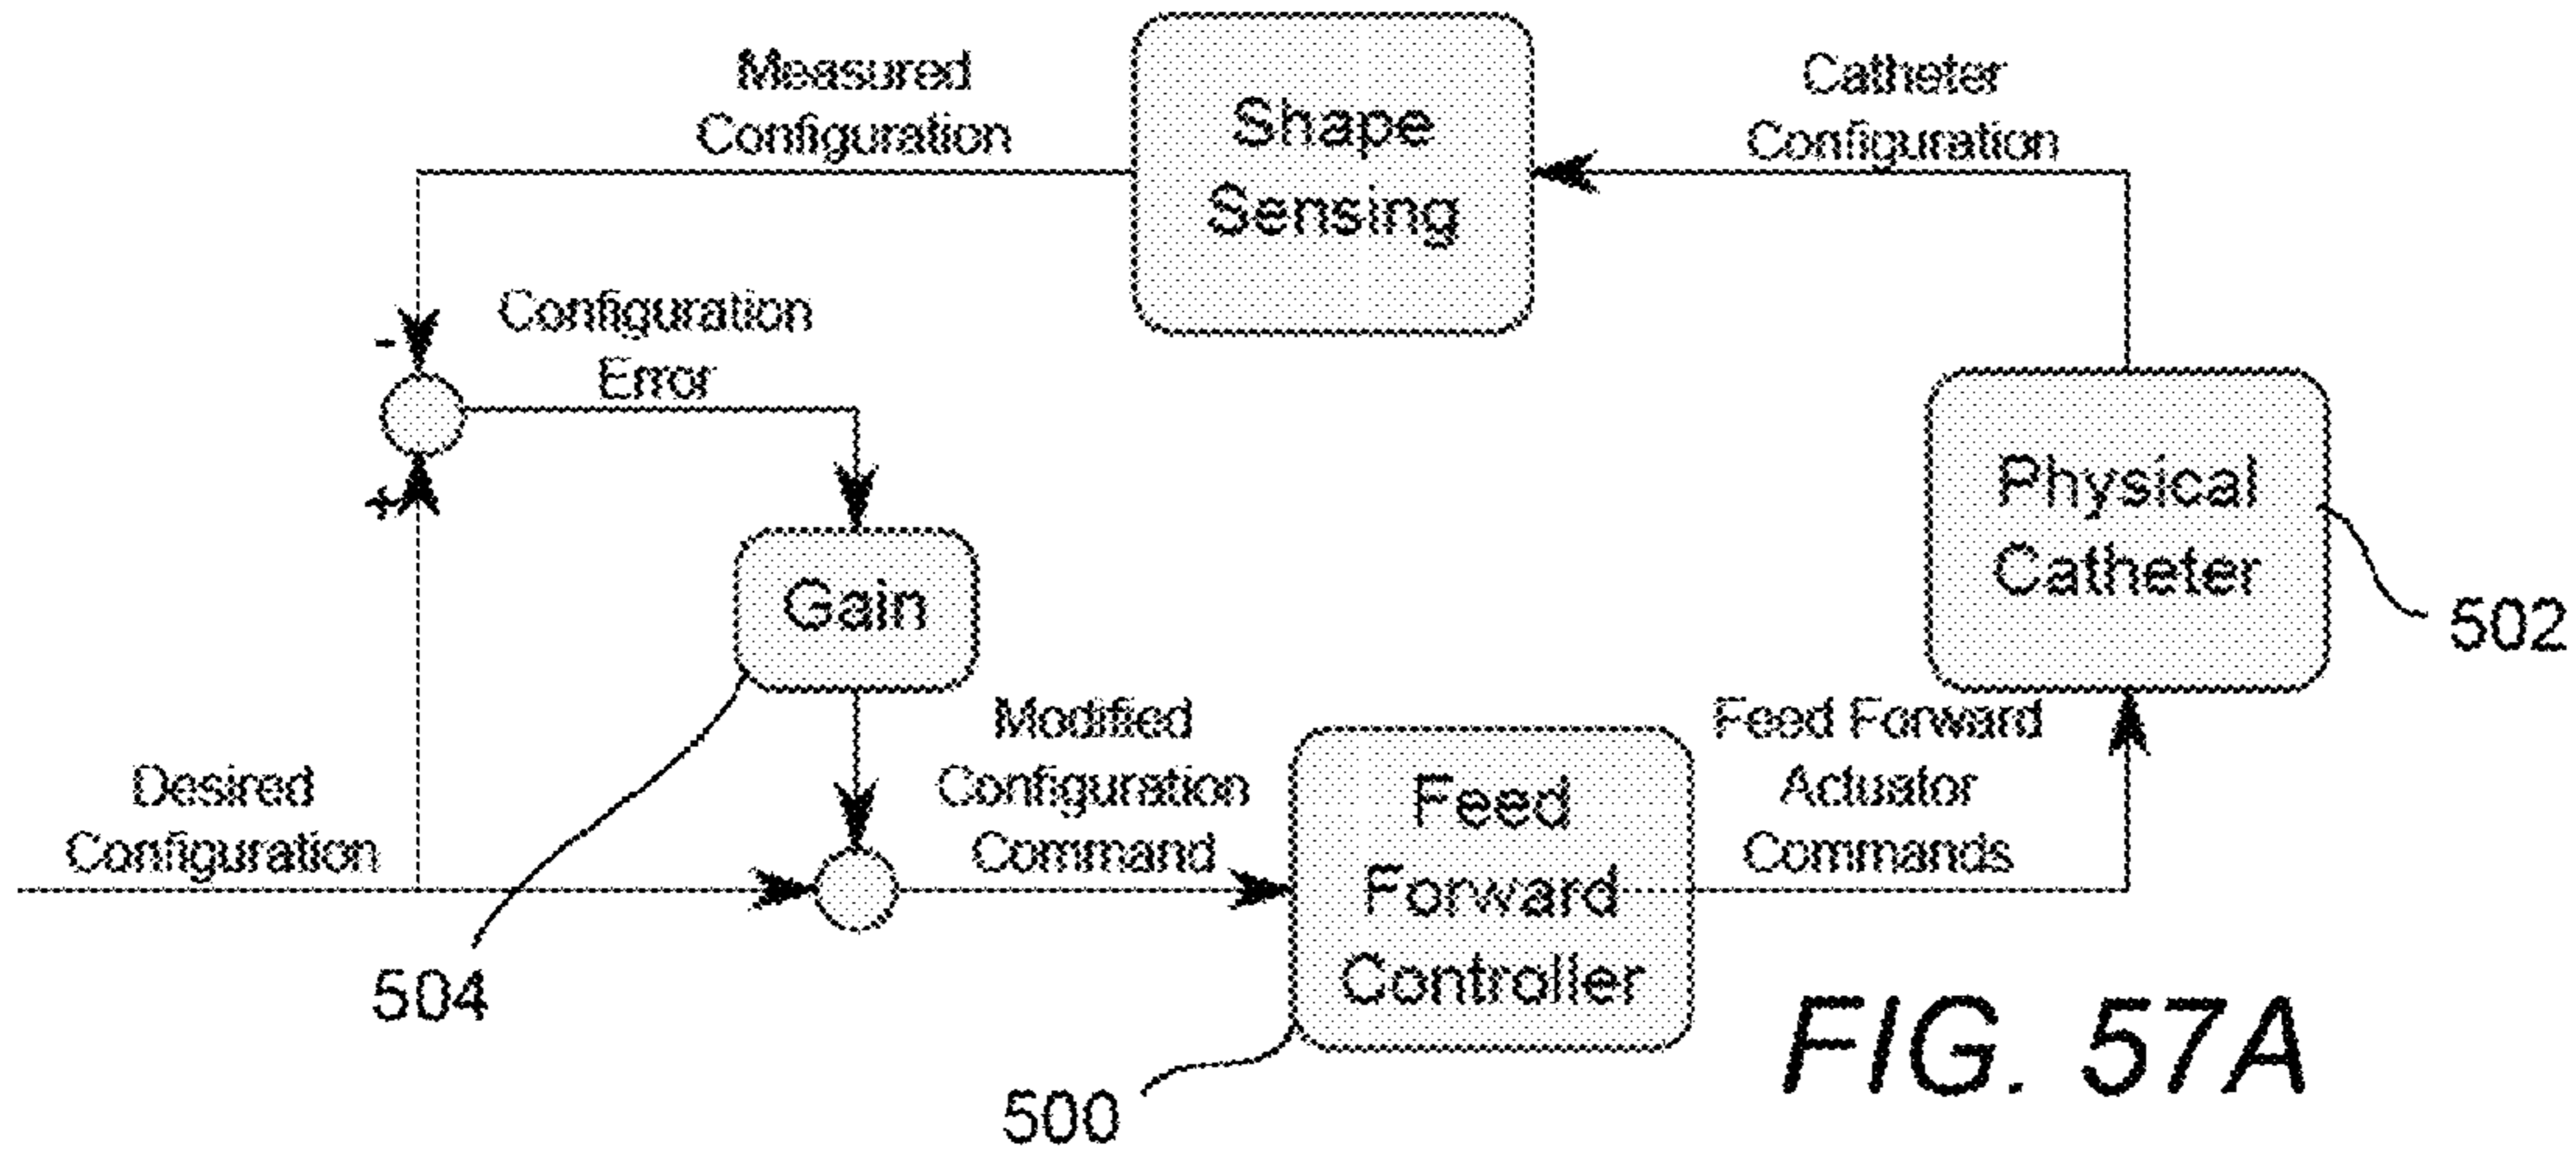 Measured
Configuration
Shape
Sensing
Catheter
Configuration
-
Configuration
Error
+
Gain
Physical
Catheter
502
Desired
Configuration
Modified
Configuration
Command
Feed
Forward
Controller
Feed Forward
Actuator
Commands
504
500
FIG. 57A